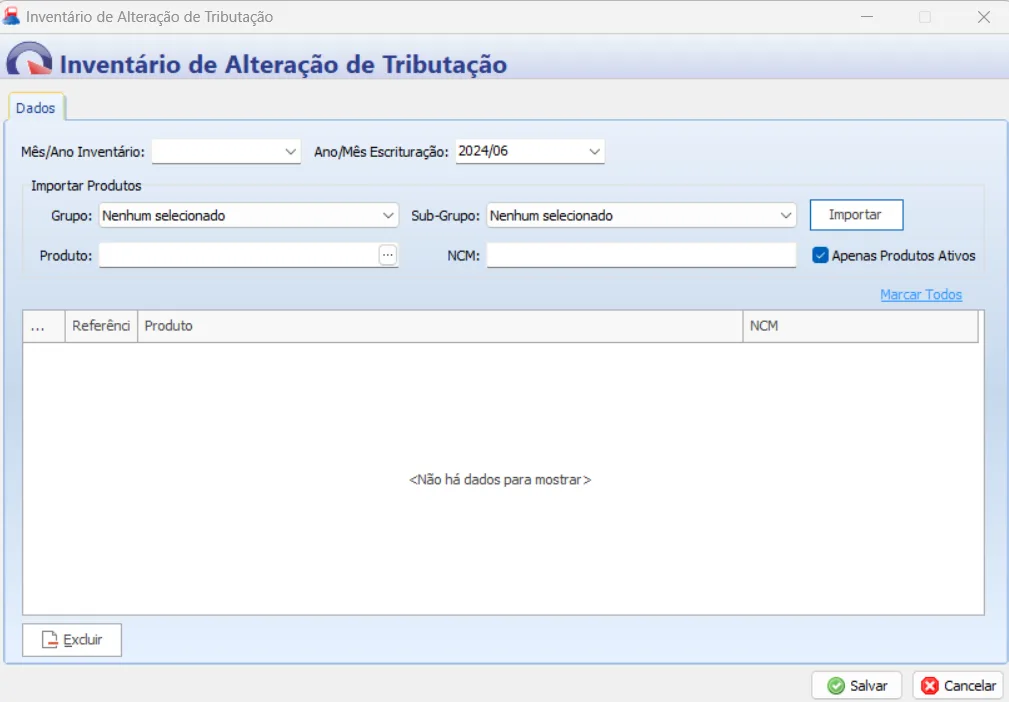 Inventário de Alteração de Tributação
Inventário de Alteração de Tributação
Dados
Mês/Ano Inventário: Ano/Mês Escrituração: 2024/06
Importar Produtos
Grupo: Nenhum selecionado Sub-Grupo: Nenhum selecionado Importar
Produto: ... NCM: Apenas Produtos Ativos
Marcar Todos
... Referênci Produto NCM
<Não há dados para mostrar>
Excluir
Salvar Cancelar